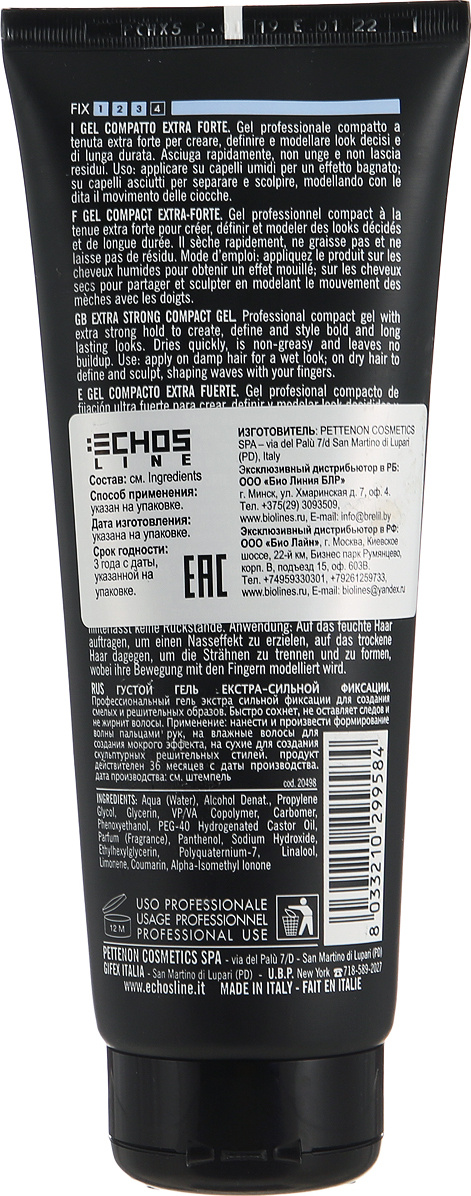 19 E 01 22
FIX 1 2 3 4
I GEL COMPATTO EXTRA FORTE. Gel professionale compatto a
tenuta extra forte per creare, definire e modellare look decisi e
di lunga durata. Asciuga rapidamente, non unge e non lascia
residui. Uso: applicare su capelli umidi per un effetto bagnato;
su capelli asciutti per separare e scolpire, modellando con le
dita il movimento delle ciocche.
F GEL COMPACT EXTRA-FORTE. Gel professionnel compact à la
tenue extra forte pour créer, définir et modeler des looks décidés
et de longue durée. Il sèche rapidement, ne graisse pas et ne
laisse pas de résidu. Mode d'emploi: appliquez le produit sur les
cheveux humides pour obtenir un effet mouillé; sur les cheveux
secs pour partager et sculpter en modelant le mouvement des
mèches avec les doigts.
GB EXTRA STRONG COMPACT GEL. Professional compact gel with
extra strong hold to create, define and style bold and long
lasting looks. Dries quickly, is non-greasy and leaves no
buildup. Use: apply on damp hair for a wet look; on dry hair to
define and sculpt, shaping waves with your fingers.
E GEL COMPACTO EXTRA FUERTE. Gel profesional compacto de
fijación ultra fuerte para crear, definir y modelar look decididos y
ECHOS
LINE
Состав: см. Ingredients
Способ применения:
указан на упаковке.
Дата изготовления:
указана на упаковке.
Срок годности:
3 года с даты,
указанной на
упаковке.
EAC
ИЗГОТОВИТЕЛЬ: PETTENON COSMETICS
SPA – via del Palù 7/d San Martino di Lupari
(PD), Italy
Эксклюзивный дистрибьютор в РБ:
ООО «Био Линия БЛР»
г. Минск, ул. Хмаринская д. 7, оф. 4.
Тел. +375(29) 3093509,
www.biolines.ru, E-mail: info@brelil.by
Эксклюзивный дистрибьютор в РФ:
ООО «Био Лайн», г. Москва, Киевское
шоссе, 22-й км, Бизнес парк Румянцево,
корп. В, подъезд 15, оф. 603В.
Тел. +74959330301, +79261259733,
www.biolines.ru, E-mail: biolines@yandex.ru
hinterlässt keine Rückstände. Anwendung: Auf das feuchte Haar
auftragen, um einen Nasseffekt zu erzielen, auf das trockene
Haar dagegen, um die Strähnen zu trennen und zu formen,
wobei ihre Bewegung mit den Fingern modelliert wird.
RUS ГУСТОЙ ГЕЛЬ ЕКСТРА-СИЛЬНОЙ ФИКСАЦИИ.
Профессиональный гель экстра сильной фиксации для создания
смелых и решительных образов. Быстро сохнет, не оставляет следов и
не жирнит волосы. Применение: нанести и произвести формирование
волны пальцами рук, на влажные волосы для
создания мокрого эффекта, на сухие для создания
скульптурных решительных стилей. продукт
действителен 36 месяцев с даты производства.
дата производства: см. штемпель
cod. 20498
INGREDIENTS: Aqua (Water), Alcohol Denat., Propylene
Glycol, Glycerin, VP/VA Copolymer, Carbomer,
Phenoxyethanol, PEG-40 Hydrogenated Castor Oil,
Parfum (Fragrance), Panthenol, Sodium Hydroxide,
Ethylhexylglycerin, Polyquaternium-7, Linalool,
Limonene, Coumarin, Alpha-Isomethyl Ionone
8 033210 299584
12 M
USO PROFESSIONALE
USAGE PROFESSIONNEL
PROFESSIONAL USE
PETTENON COSMETICS SPA - via del Palù 7/D - San Martino di Lupari (PD)
GIFEX ITALIA - San Martino di Lupari (PD) - U.B.P. New York ☎718-589-2027
www.echosline.it MADE IN ITALY - FAIT EN ITALIE